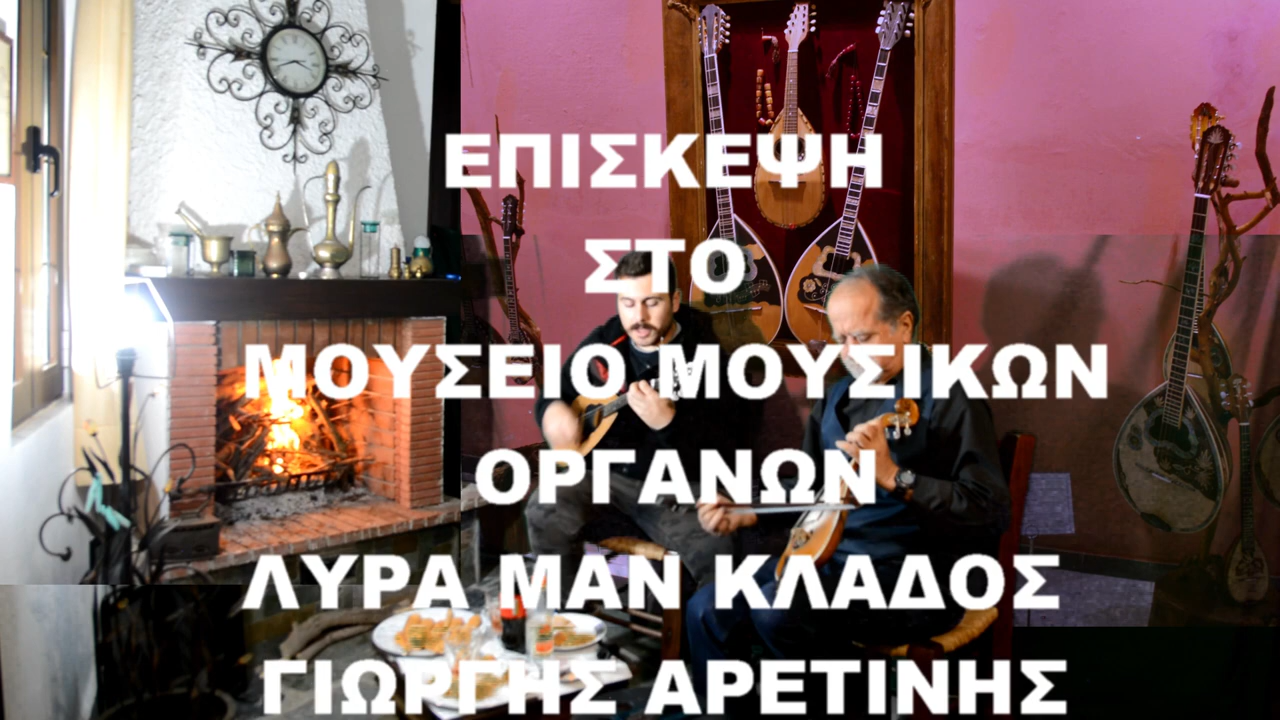 ΕΠΙΣΚΕΨΗ
ΣΤΟ
ΜΟΥΣΕΙΟ ΜΟΥΣΙΚΩΝ
ΟΡΓΑΝΩΝ
ΛΥΡΑ ΜΑΝ ΚΛΑΔΟΣ
ΓΙΩΡΓΗΣ ΑΡΕΤΙΝΗΣ